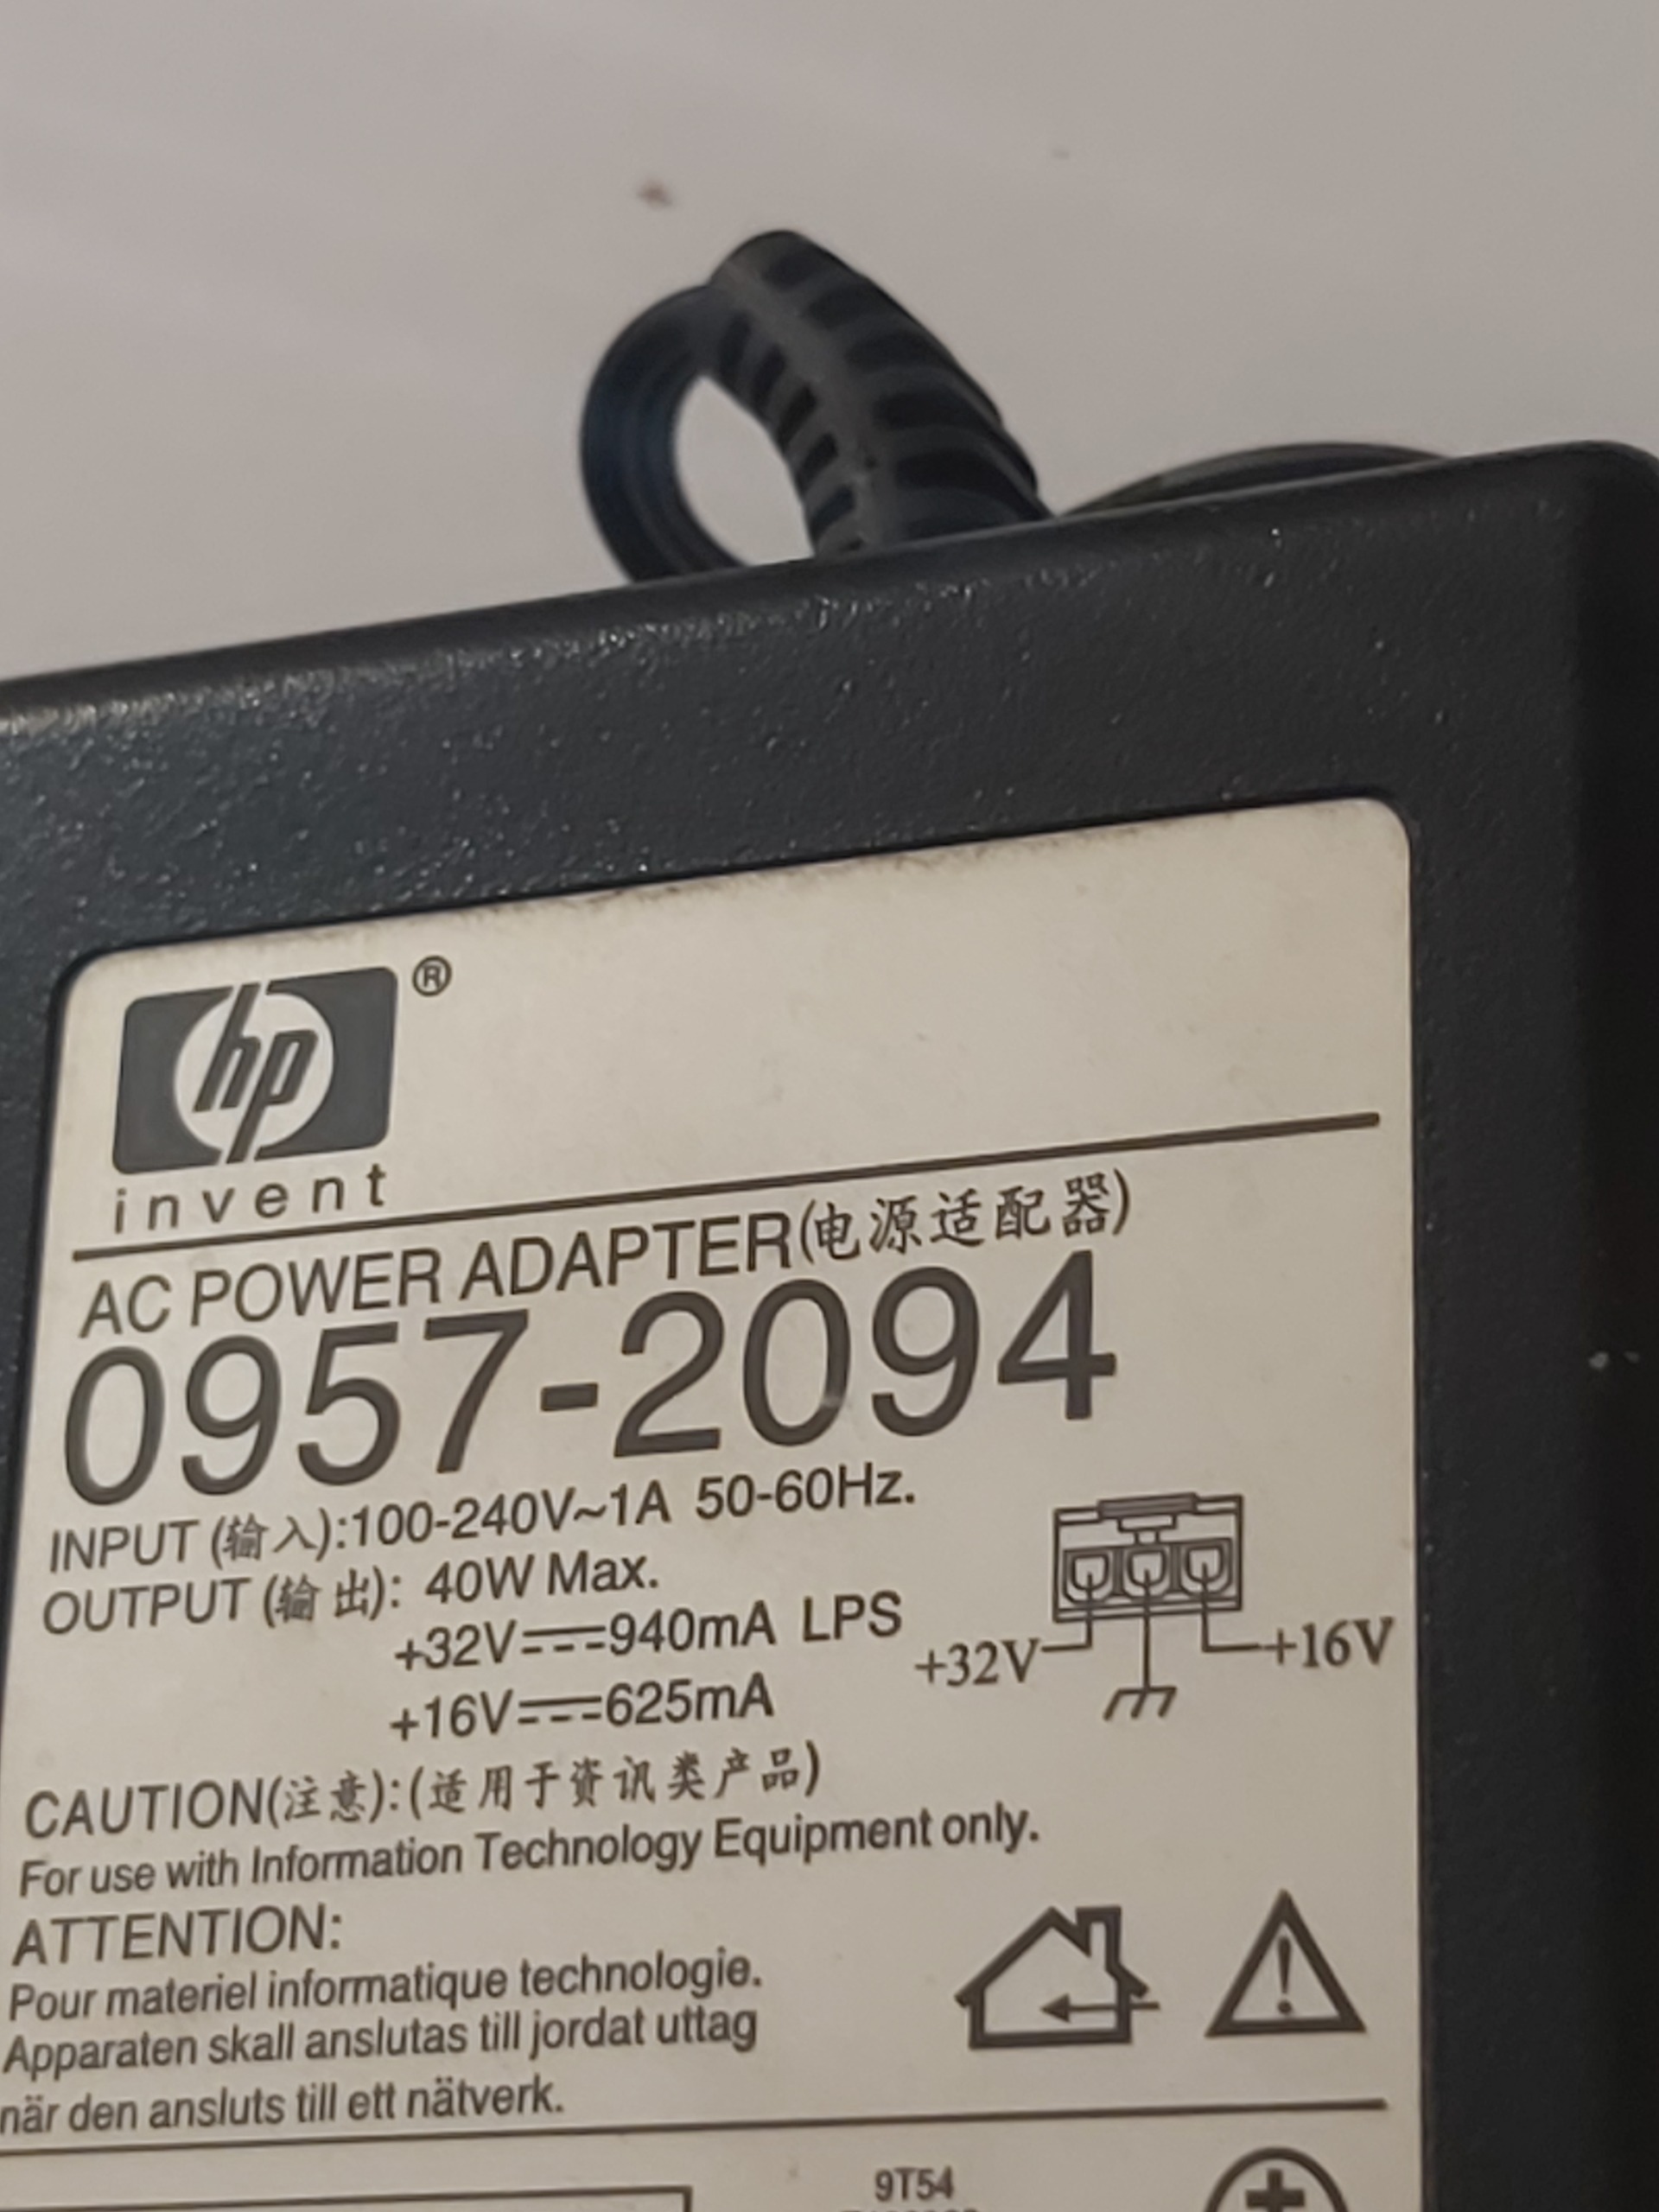 hp ®
invent
AC POWER ADAPTER(电源适配器)
0957-2094
INPUT (输入):100-240V~1A 50-60Hz.
OUTPUT (输出): 40W Max.
+32V⎓940mA LPS
+16V⎓625mA
+32V +16V
CAUTION(注意):(适用于资讯类产品)
For use with Information Technology Equipment only.
ATTENTION:
Pour materiel informatique technologie.
Apparaten skall anslutas till jordat uttag
när den ansluts till ett nätverk.
9T54